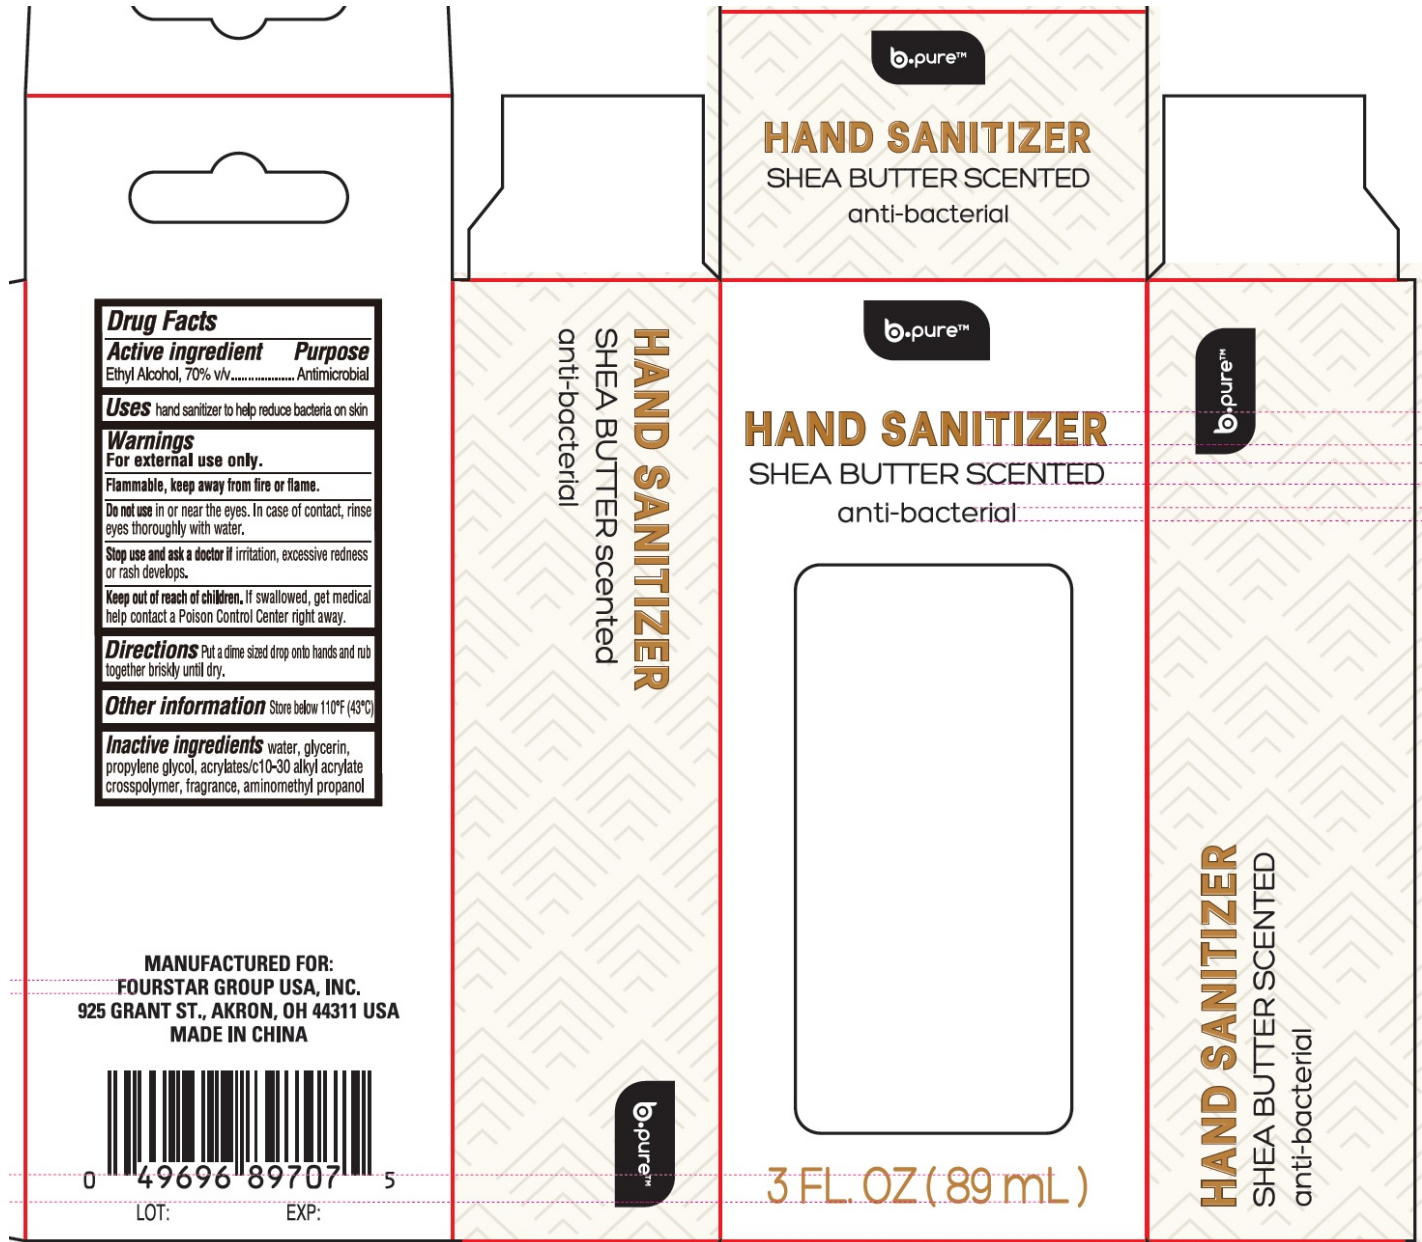 Drug Facts
Active ingredient Purpose
Ethyl Alcohol, 70% v/v................... Antimicrobial
Uses hand sanitizer to help reduce bacteria on skin
Warnings
For external use only.
Flammable, keep away from fire or flame.
Do not use in or near the eyes. In case of contact, rinse
eyes thoroughly with water.
Stop use and ask a doctor if irritation, excessive redness
or rash develops.
Keep out of reach of children. If swallowed, get medical
help contact a Poison Control Center right away.
Directions Put a dime sized drop onto hands and rub
together briskly until dry.
Other information Store below 110°F (43°C)
Inactive ingredients water, glycerin,
propylene glycol, acrylates/c10-30 alkyl acrylate
crosspolymer, fragrance, aminomethyl propanol
MANUFACTURED FOR:
FOURSTAR GROUP USA, INC.
925 GRANT ST., AKRON, OH 44311 USA
MADE IN CHINA
0 49696 89707 5
LOT: EXP:
HAND SANITIZER
SHEA BUTTER scented
anti-bacterial
b.pure™
b.pure™
HAND SANITIZER
SHEA BUTTER SCENTED
anti-bacterial
b.pure™
HAND SANITIZER
SHEA BUTTER SCENTED
anti-bacterial
3 FL. OZ ( 89 mL )
b.pure™
HAND SANITIZER
SHEA BUTTER SCENTED
anti-bacterial